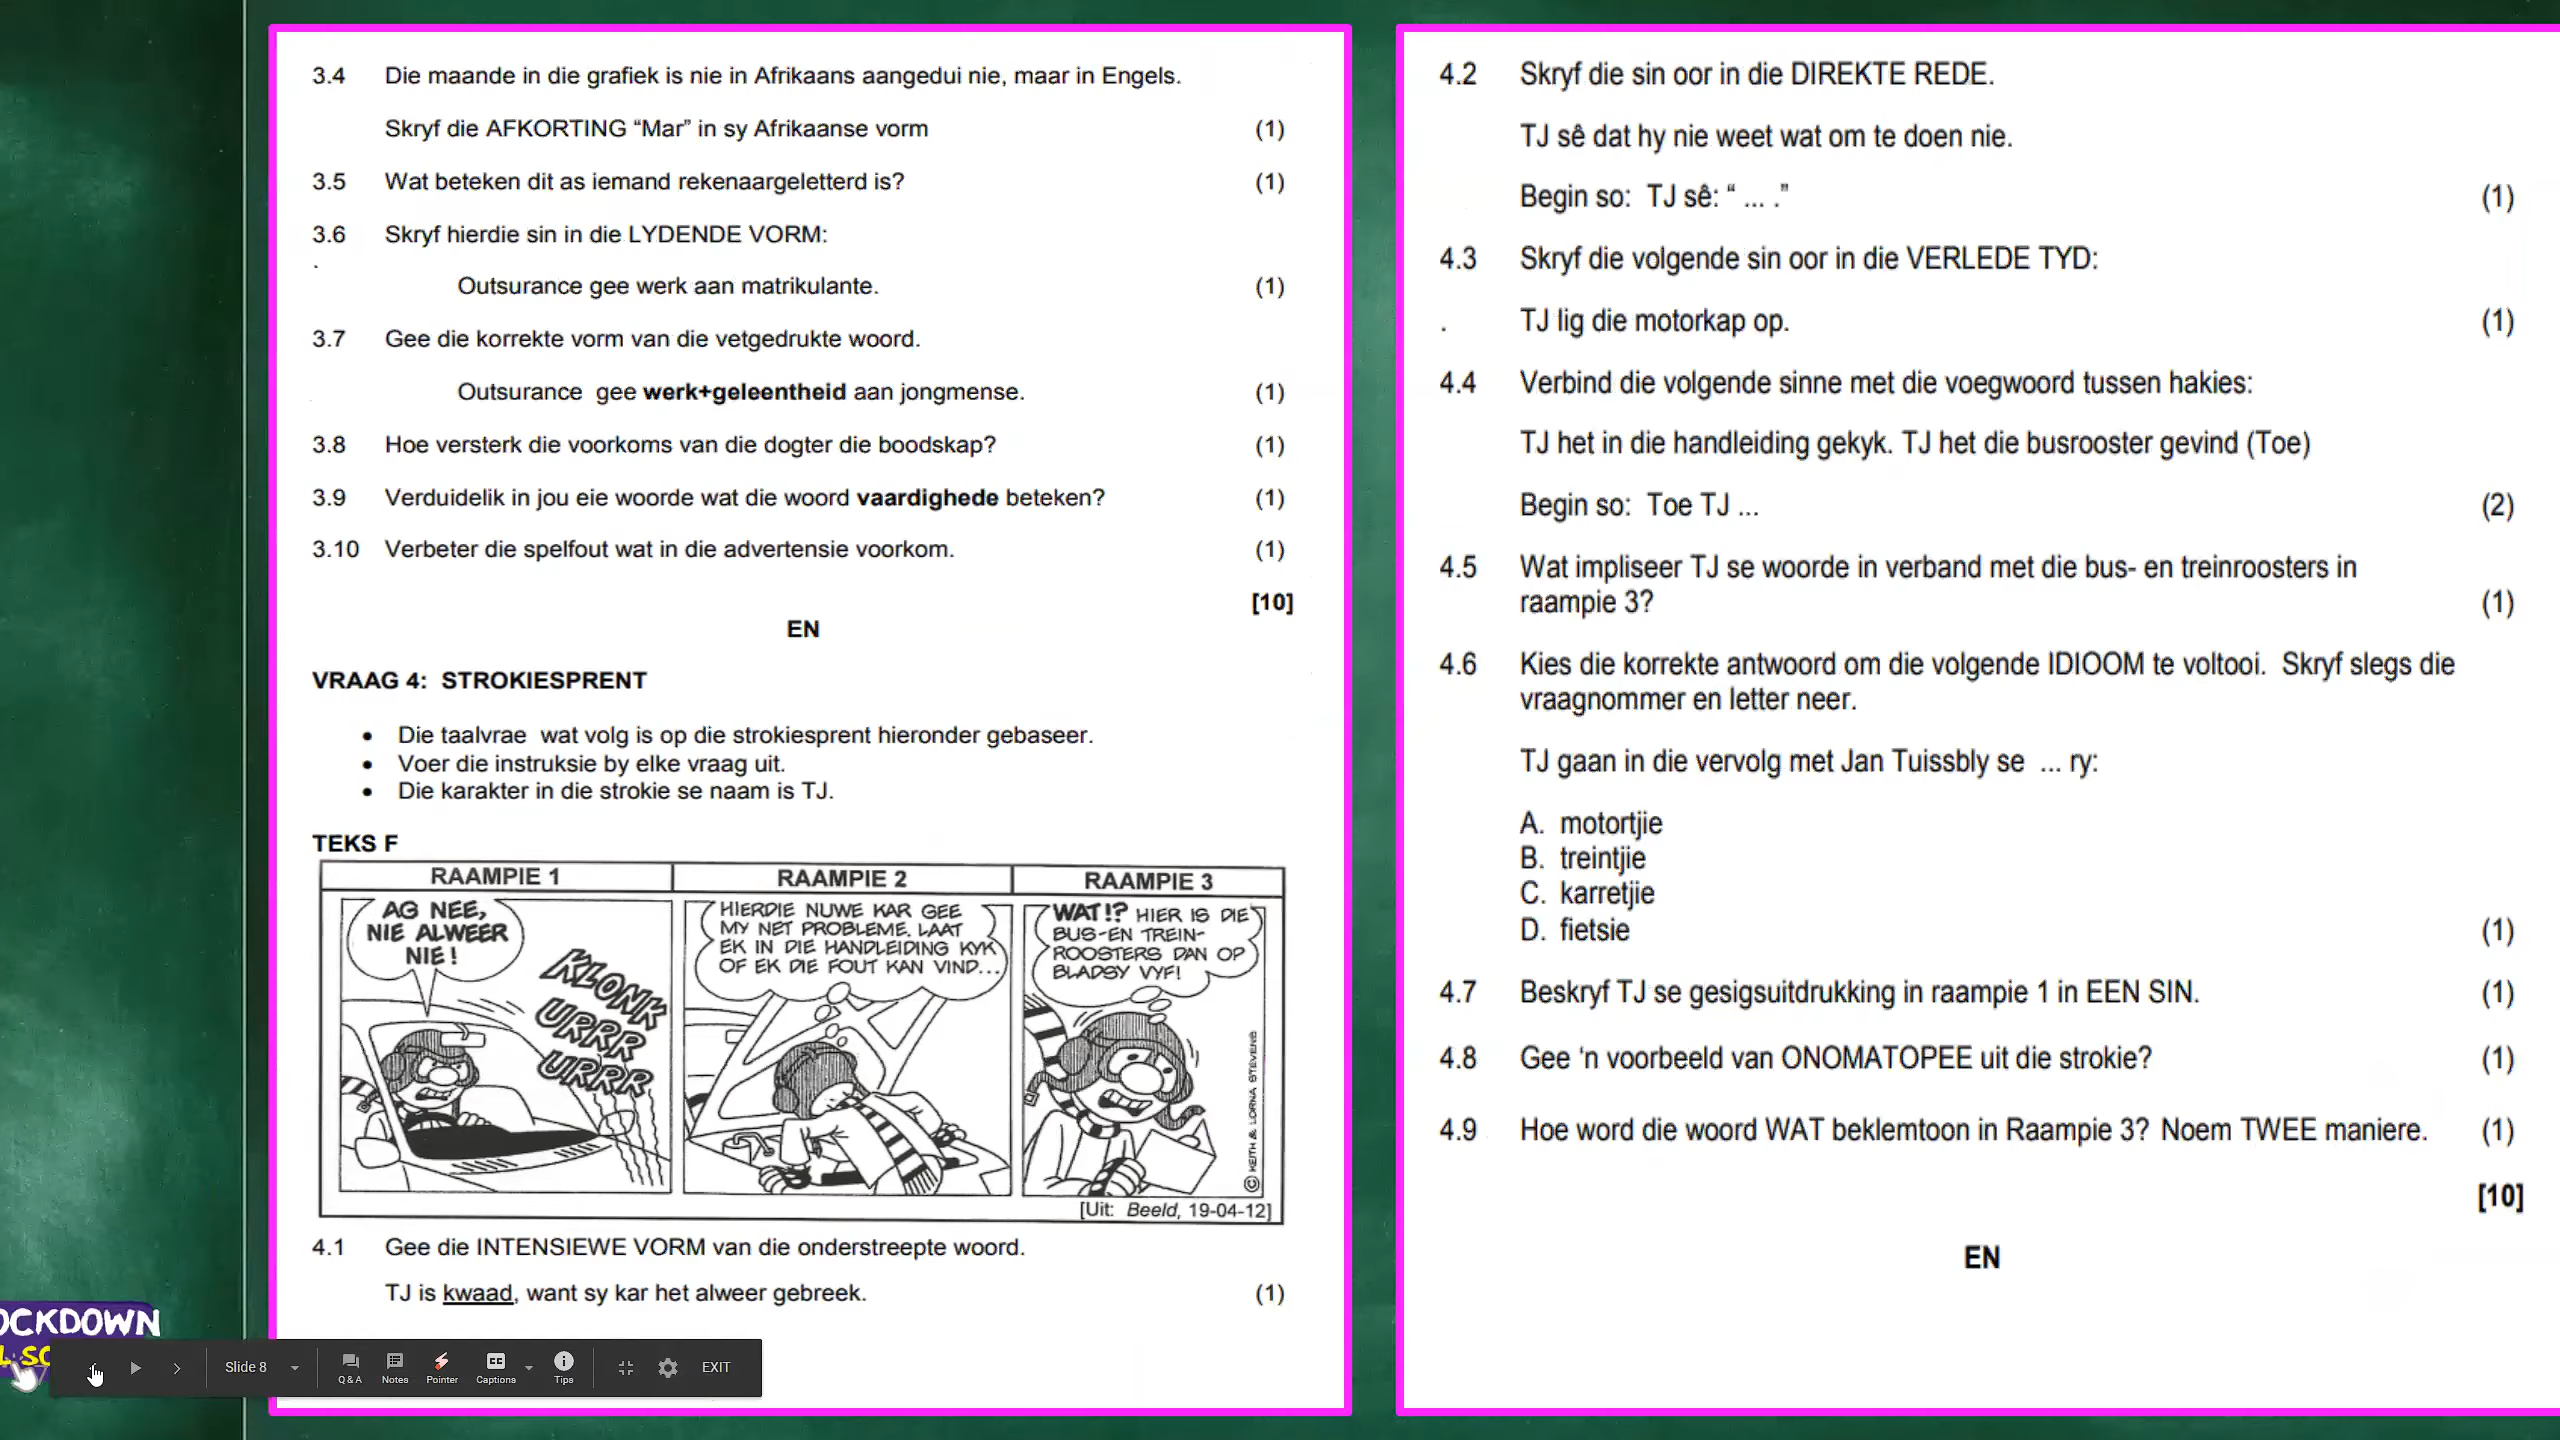 3.4 Die maande in die grafiek is nie in Afrikaans aangedui nie, maar in Engels.
Skryf die AFKORTING “Mar” in sy Afrikaanse vorm (1)
3.5 Wat beteken dit as iemand rekenaargeletterd is? (1)
3.6 Skryf hierdie sin in die LYDENDE VORM:
Outsurance gee werk aan matrikulante. (1)
3.7 Gee die korrekte vorm van die vetgedrukte woord.
Outsurance gee werk+geleentheid aan jongmense. (1)
3.8 Hoe versterk die voorkoms van die dogter die boodskap? (1)
3.9 Verduidelik in jou eie woorde wat die woord vaardighede beteken? (1)
3.10 Verbeter die spelfout wat in die advertensie voorkom. (1)
[10]
EN
VRAAG 4: STROKIESPRENT
• Die taalvrae wat volg is op die strokiesprent hieronder gebaseer.
• Voer die instruksie by elke vraag uit.
• Die karakter in die strokie se naam is TJ.
TEKS F
RAAMPIE 1
AG NEE,
NIE ALWEER
NIE!
KLONK
URRR
URRR
RAAMPIE 2
HIERDIE NUWE KAR GEE
MY NET PROBLEME. LAAT
EK IN DIE HANDLEIDING KYK
OF EK DIE FOUT KAN VIND...
RAAMPIE 3
WAT!? HIER IS DIE
BUS-EN TREIN-
ROOSTERS DAN OP
BLADSY VYF!
© KEITH & LORNA STEVENS
[Uit: Beeld, 19-04-12]
4.1 Gee die INTENSIEWE VORM van die onderstreepte woord.
TJ is kwaad, want sy kar het alweer gebreek. (1)
4.2 Skryf die sin oor in die DIREKTE REDE.
TJ sê dat hy nie weet wat om te doen nie.
Begin so: TJ sê: “ ... .” (1)
4.3 Skryf die volgende sin oor in die VERLEDE TYD:
TJ lig die motorkap op. (1)
4.4 Verbind die volgende sinne met die voegwoord tussen hakies:
TJ het in die handleiding gekyk. TJ het die busrooster gevind (Toe)
Begin so: Toe TJ ... (2)
4.5 Wat impliseer TJ se woorde in verband met die bus- en treinroosters in
raampie 3? (1)
4.6 Kies die korrekte antwoord om die volgende IDIOOM te voltooi. Skryf slegs die
vraagnommer en letter neer.
TJ gaan in die vervolg met Jan Tuissbly se ... ry:
A. motortjie
B. treintjie
C. karretjie
D. fietsie (1)
4.7 Beskryf TJ se gesigsuitdrukking in raampie 1 in EEN SIN. (1)
4.8 Gee ‘n voorbeeld van ONOMATOPEE uit die strokie? (1)
4.9 Hoe word die woord WAT beklemtoon in Raampie 3? Noem TWEE maniere. (1)
[10]
EN
OCKDOWN
L SC
Slide 8
Q & A
Notes
Pointer
CC
Captions
Tips
EXIT